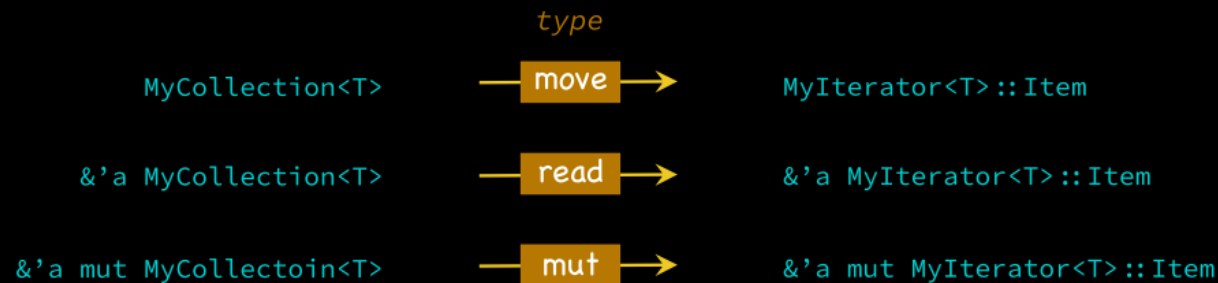 type
MyCollection<T> move MyIterator<T>::Item
&’a MyCollection<T> read &’a MyIterator<T>::Item
&’a mut MyCollectoin<T> mut &’a mut MyIterator<T>::Item